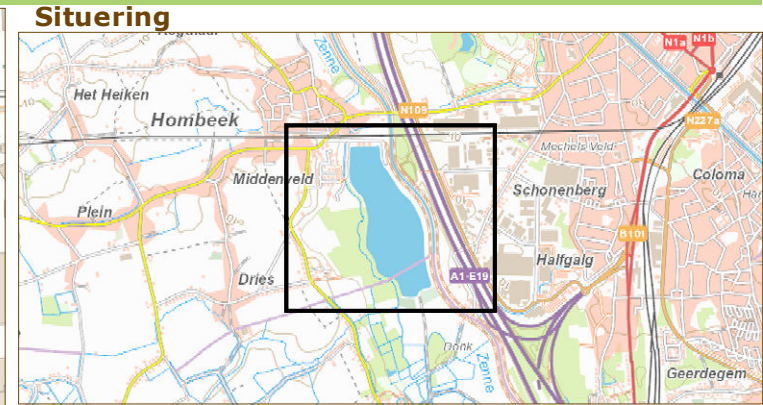 Situering
Zenne
N1a
N1b
Het Heiken
N109
Hombeek
N227a
Mechels Veld
Middenveld
Schonenberg
Coloma
Plein
B101
Halfgalg
A1-E19
Dries
Donk
Zenne
Geerdegem